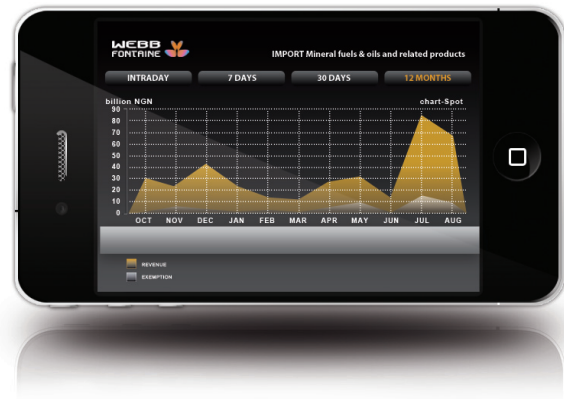 WEBB
FONTAINE
IMPORT Mineral fuels & oils and related products
INTRADAY 7 DAYS 30 DAYS 12 MONTHS
billion NGN chart-Spot
90
80
70
60
50
40
30
20
10
0
OCT NOV DEC JAN FEB MAR APR MAY JUN JUL AUG
REVENUE
EXEMPTION